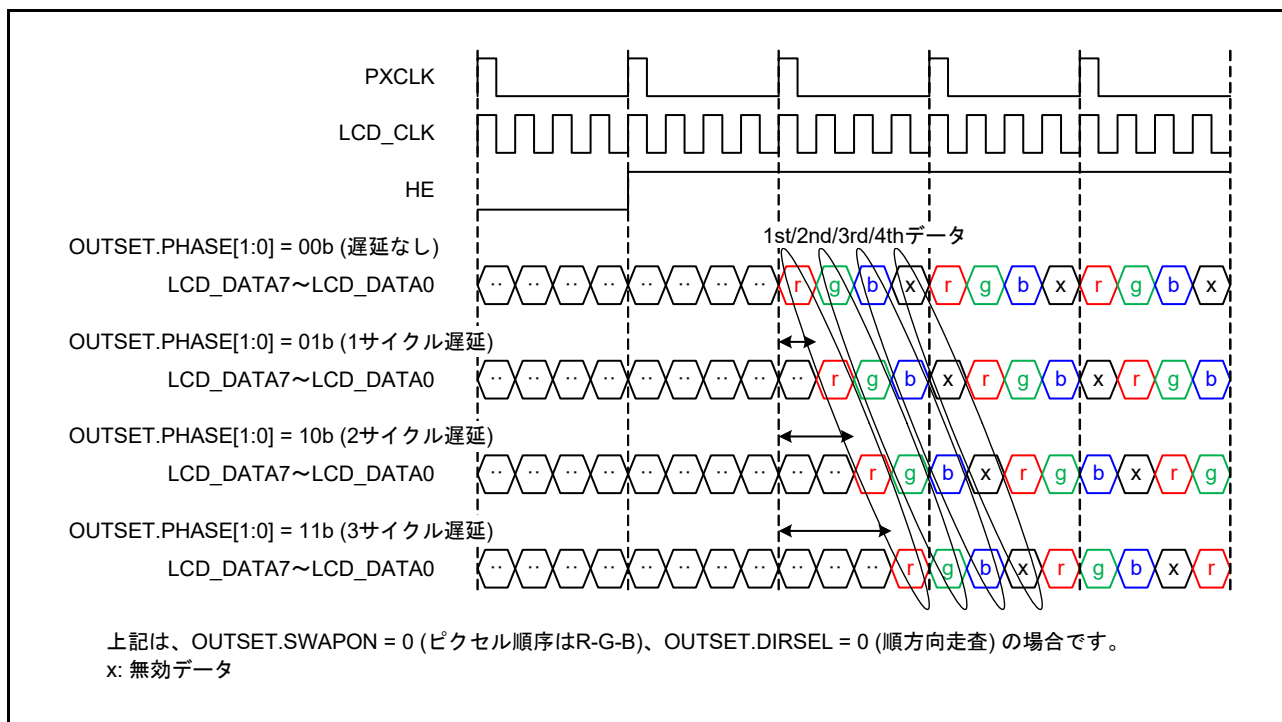 PXCLK
LCD_CLK
HE
OUTSET.PHASE[1:0] = 00b (遅延なし)
1st/2nd/3rd/4thデータ
LCD_DATA7～LCD_DATA0 ·· ·· ·· ·· ·· ·· ·· ·· r g b x r g b x r g b x
OUTSET.PHASE[1:0] = 01b (1サイクル遅延)
LCD_DATA7～LCD_DATA0 ·· ·· ·· ·· ·· ·· ·· ·· ·· r g b x r g b x r g b
OUTSET.PHASE[1:0] = 10b (2サイクル遅延)
LCD_DATA7～LCD_DATA0 ·· ·· ·· ·· ·· ·· ·· ·· ·· ·· r g b x r g b x r g
OUTSET.PHASE[1:0] = 11b (3サイクル遅延)
LCD_DATA7～LCD_DATA0 ·· ·· ·· ·· ·· ·· ·· ·· ·· ·· ·· r g b x r g b x r
上記は、OUTSET.SWAPON = 0 (ピクセル順序はR-G-B)、OUTSET.DIRSEL = 0 (順方向走査) の場合です。
x: 無効データ